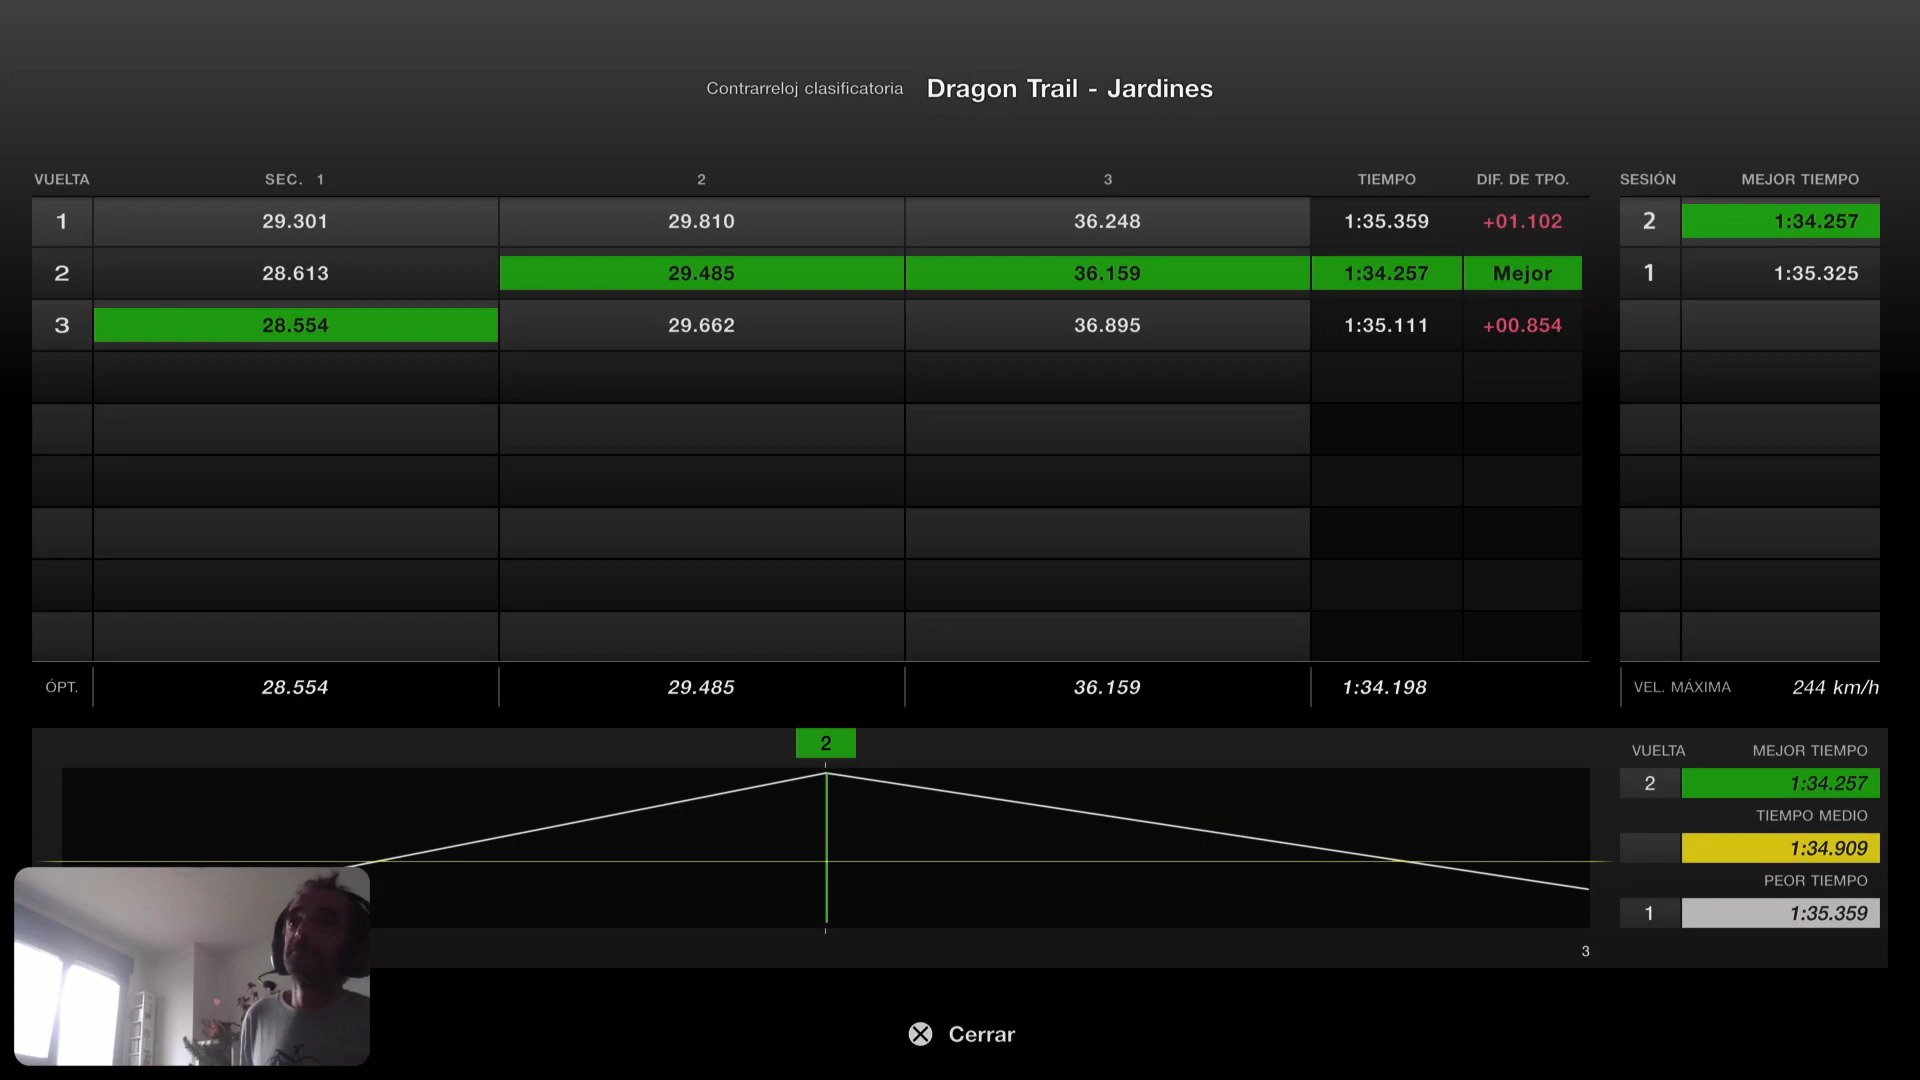 Contrarreloj clasificatoria Dragon Trail - Jardines
VUELTA SEC. 1 2 3 TIEMPO DIF. DE TPO. SESIÓN MEJOR TIEMPO
1 29.301 29.810 36.248 1:35.359 +01.102 2 1:34.257
2 28.613 29.485 36.159 1:34.257 Mejor 1 1:35.325
3 28.554 29.662 36.895 1:35.111 +00.854
ÓPT. 28.554 29.485 36.159 1:34.198 VEL. MÁXIMA 244 km/h
2
VUELTA MEJOR TIEMPO
2 1:34.257
TIEMPO MEDIO
1:34.909
PEOR TIEMPO
1 1:35.359
3
Cerrar